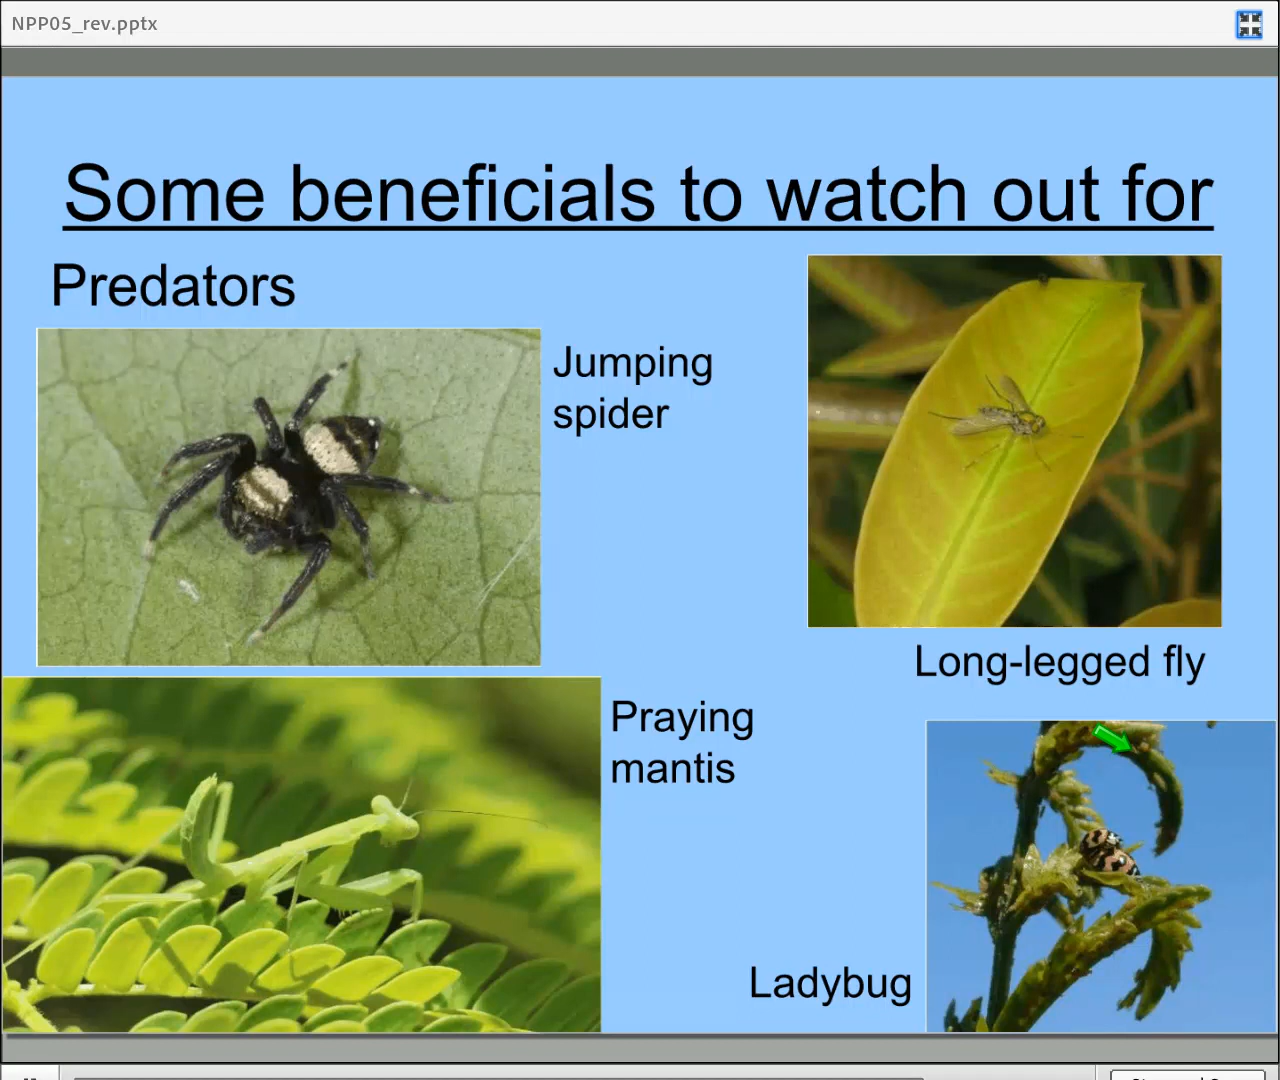 NPP05_rev.pptx
Some beneficials to watch out for
Predators
Jumping
spider
Long-legged fly
Praying
mantis
Ladybug